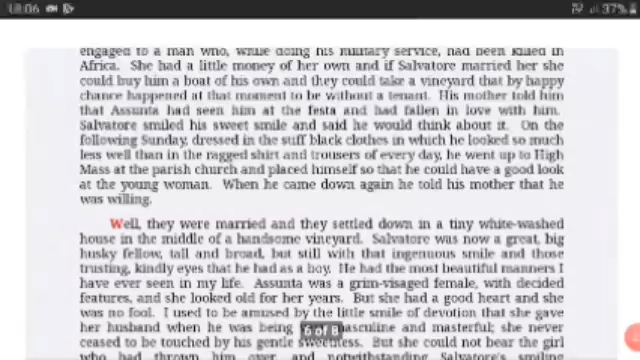 18:06
37%
engaged to a man who, while doing his military service, had been killed in
Africa. She had a little money of her own and if Salvatore married her she
could buy him a boat of his own and they could take a vineyard that by happy
chance happened at that moment to be without a tenant. His mother told him
that Assunta had seen him at the festa and had fallen in love with him.
Salvatore smiled his sweet smile and said he would think about it. On the
following Sunday, dressed in the stiff black clothes in which he looked so much
less well than in the ragged shirt and trousers of every day, he went up to High
Mass at the parish church and placed himself so that he could have a good look
at the young woman. When he came down again he told his mother that he
was willing.
Well, they were married and they settled down in a tiny white-washed
house in the middle of a handsome vineyard. Salvatore was now a great, big
husky fellow, tall and broad, but still with that ingenuous smile and those
trusting, kindly eyes that he had as a boy. He had the most beautiful manners I
have ever seen in my life. Assunta was a grim-visaged female, with decided
features, and she looked old for her years. But she had a good heart and she
was no fool. I used to be amused by the little smile of devotion that she gave
her husband when he was being 6 of 8 masculine and masterful; she never
ceased to be touched by his gentle sweetness. But she could not bear the girl
who had thrown him over, and notwithstanding Salvatore's smiling